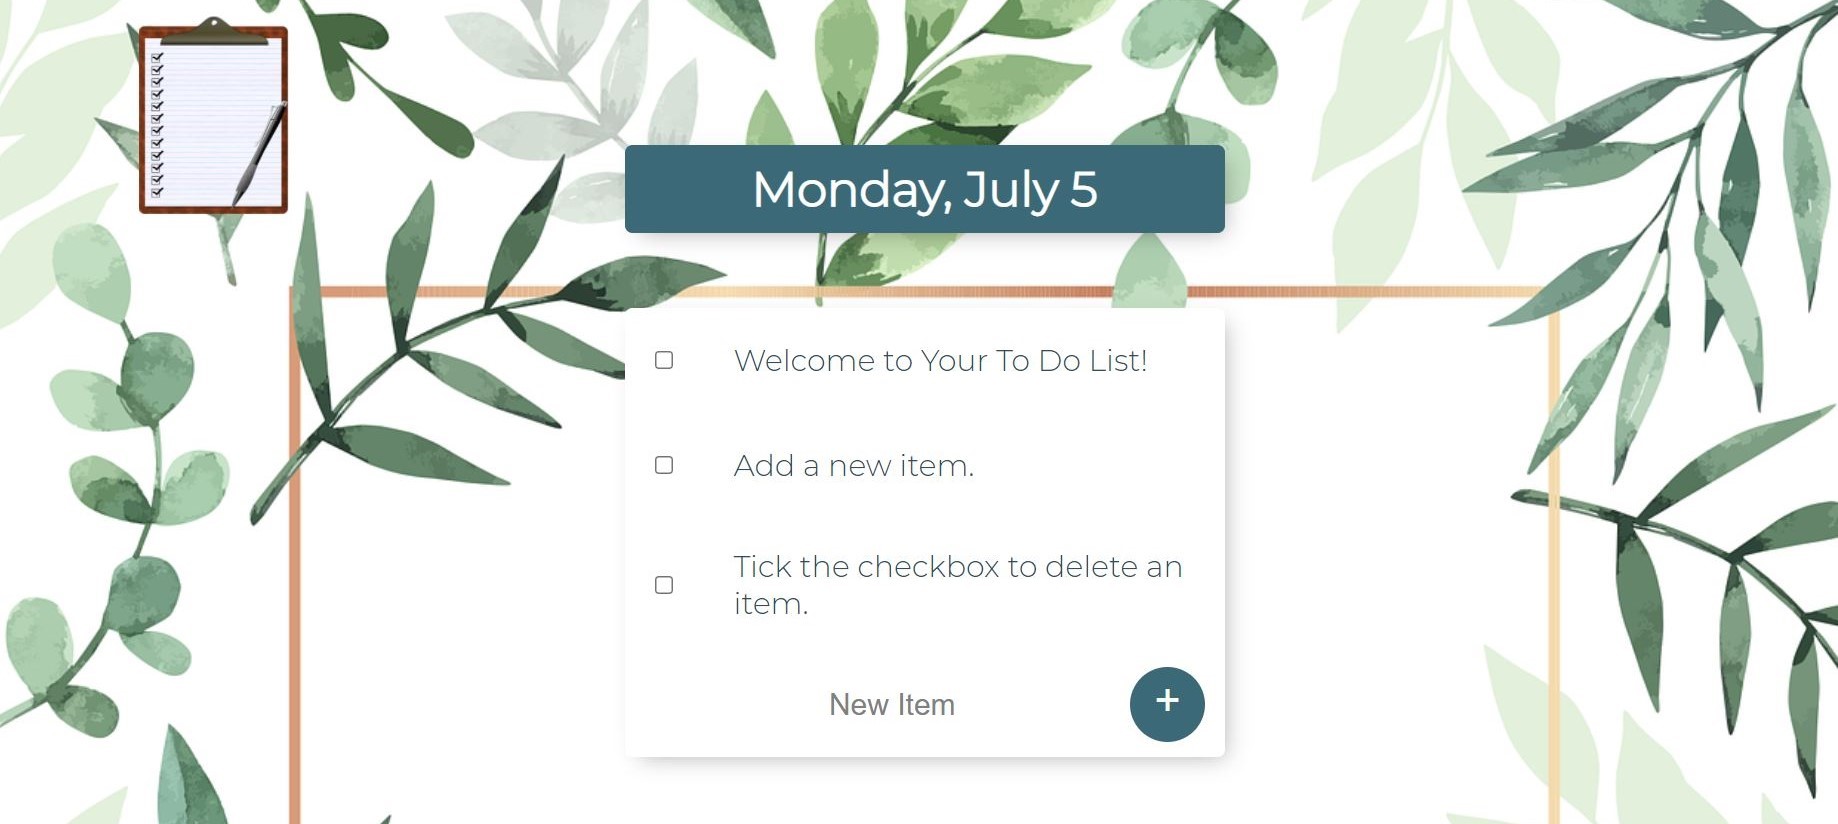 Monday, July 5
Welcome to Your To Do List!
Add a new item.
Tick the checkbox to delete an
item.
New Item
+